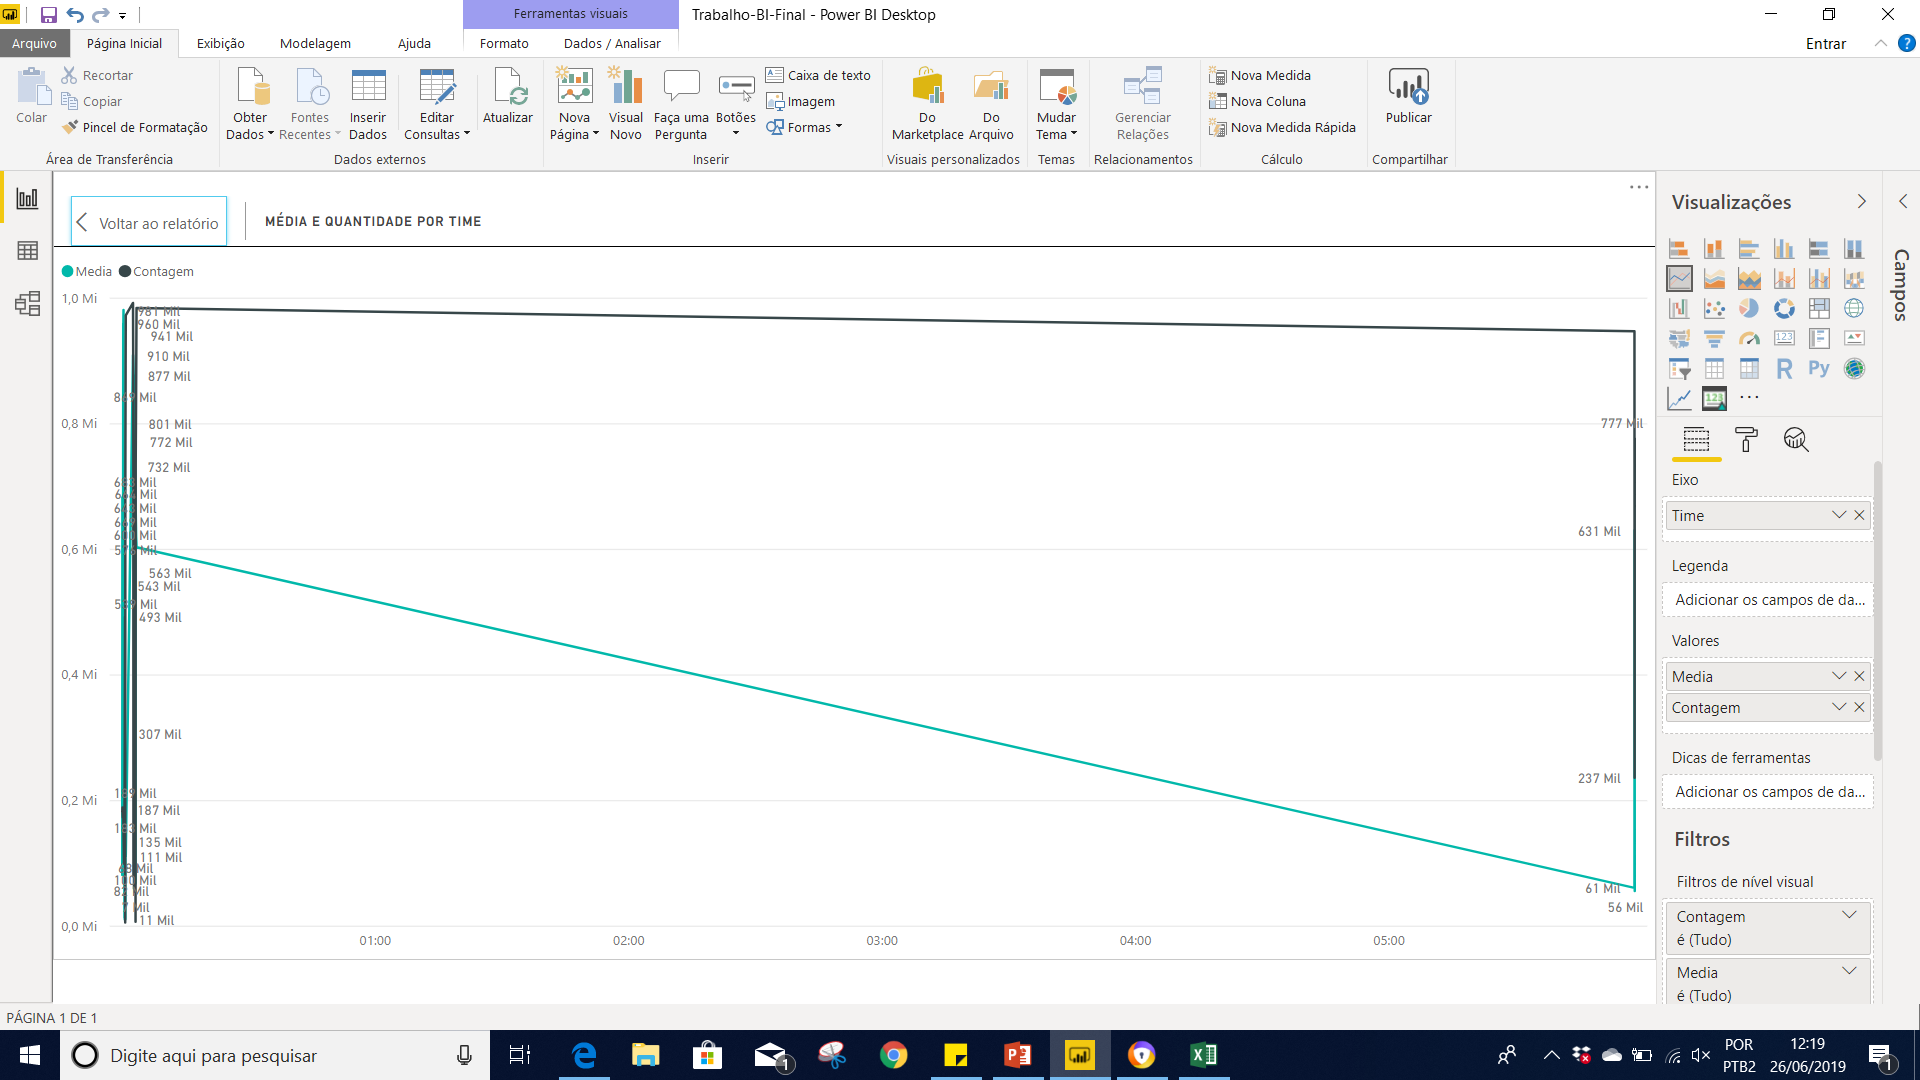 Ferramentas visuais
Trabalho-BI-Final - Power BI Desktop
Arquivo
Página Inicial
Exibição
Modelagem
Ajuda
Formato
Dados / Analisar
Entrar
Colar
Recortar
Copiar
Pincel de Formatação
Área de Transferência
Obter
Dados
Fontes
Recentes
Inserir
Dados
Editar
Consultas
Atualizar
Dados externos
Nova
Página
Visual
Novo
Faça uma
Pergunta
Botões
Caixa de texto
Imagem
Formas
Inserir
Do
Marketplace
Do
Arquivo
Visuais personalizados
Mudar
Tema
Temas
Gerenciar
Relações
Relacionamentos
Nova Medida
Nova Coluna
Nova Medida Rápida
Cálculo
Publicar
Compartilhar
Voltar ao relatório
MÉDIA E QUANTIDADE POR TIME
Media
Contagem
1,0 Mi
0,8 Mi
0,6 Mi
0,4 Mi
0,2 Mi
0,0 Mi
981 Mil
960 Mil
941 Mil
910 Mil
877 Mil
801 Mil
772 Mil
732 Mil
563 Mil
543 Mil
493 Mil
307 Mil
187 Mil
135 Mil
111 Mil
11 Mil
777 Mil
631 Mil
237 Mil
61 Mil
56 Mil
01:00
02:00
03:00
04:00
05:00
Visualizações
R
Py
123
Eixo
Time
Legenda
Adicionar os campos de da...
Valores
Media
Contagem
Dicas de ferramentas
Adicionar os campos de da...
Filtros
Filtros de nível visual
Contagem
é (Tudo)
Media
é (Tudo)
Campos
PÁGINA 1 DE 1
Digite aqui para pesquisar
1
POR
PTB2
12:19
26/06/2019
1